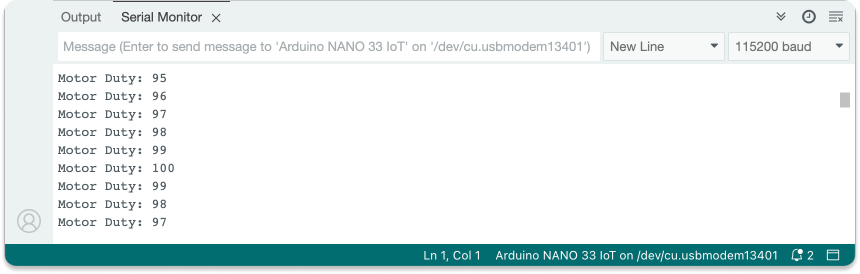 Output Serial Monitor
Message (Enter to send message to 'Arduino NANO 33 IoT' on '/dev/cu.usbmodem13401') New Line 115200 baud
Motor Duty: 95
Motor Duty: 96
Motor Duty: 97
Motor Duty: 98
Motor Duty: 99
Motor Duty: 100
Motor Duty: 99
Motor Duty: 98
Motor Duty: 97
Ln 1, Col 1 Arduino NANO 33 IoT on /dev/cu.usbmodem13401 2